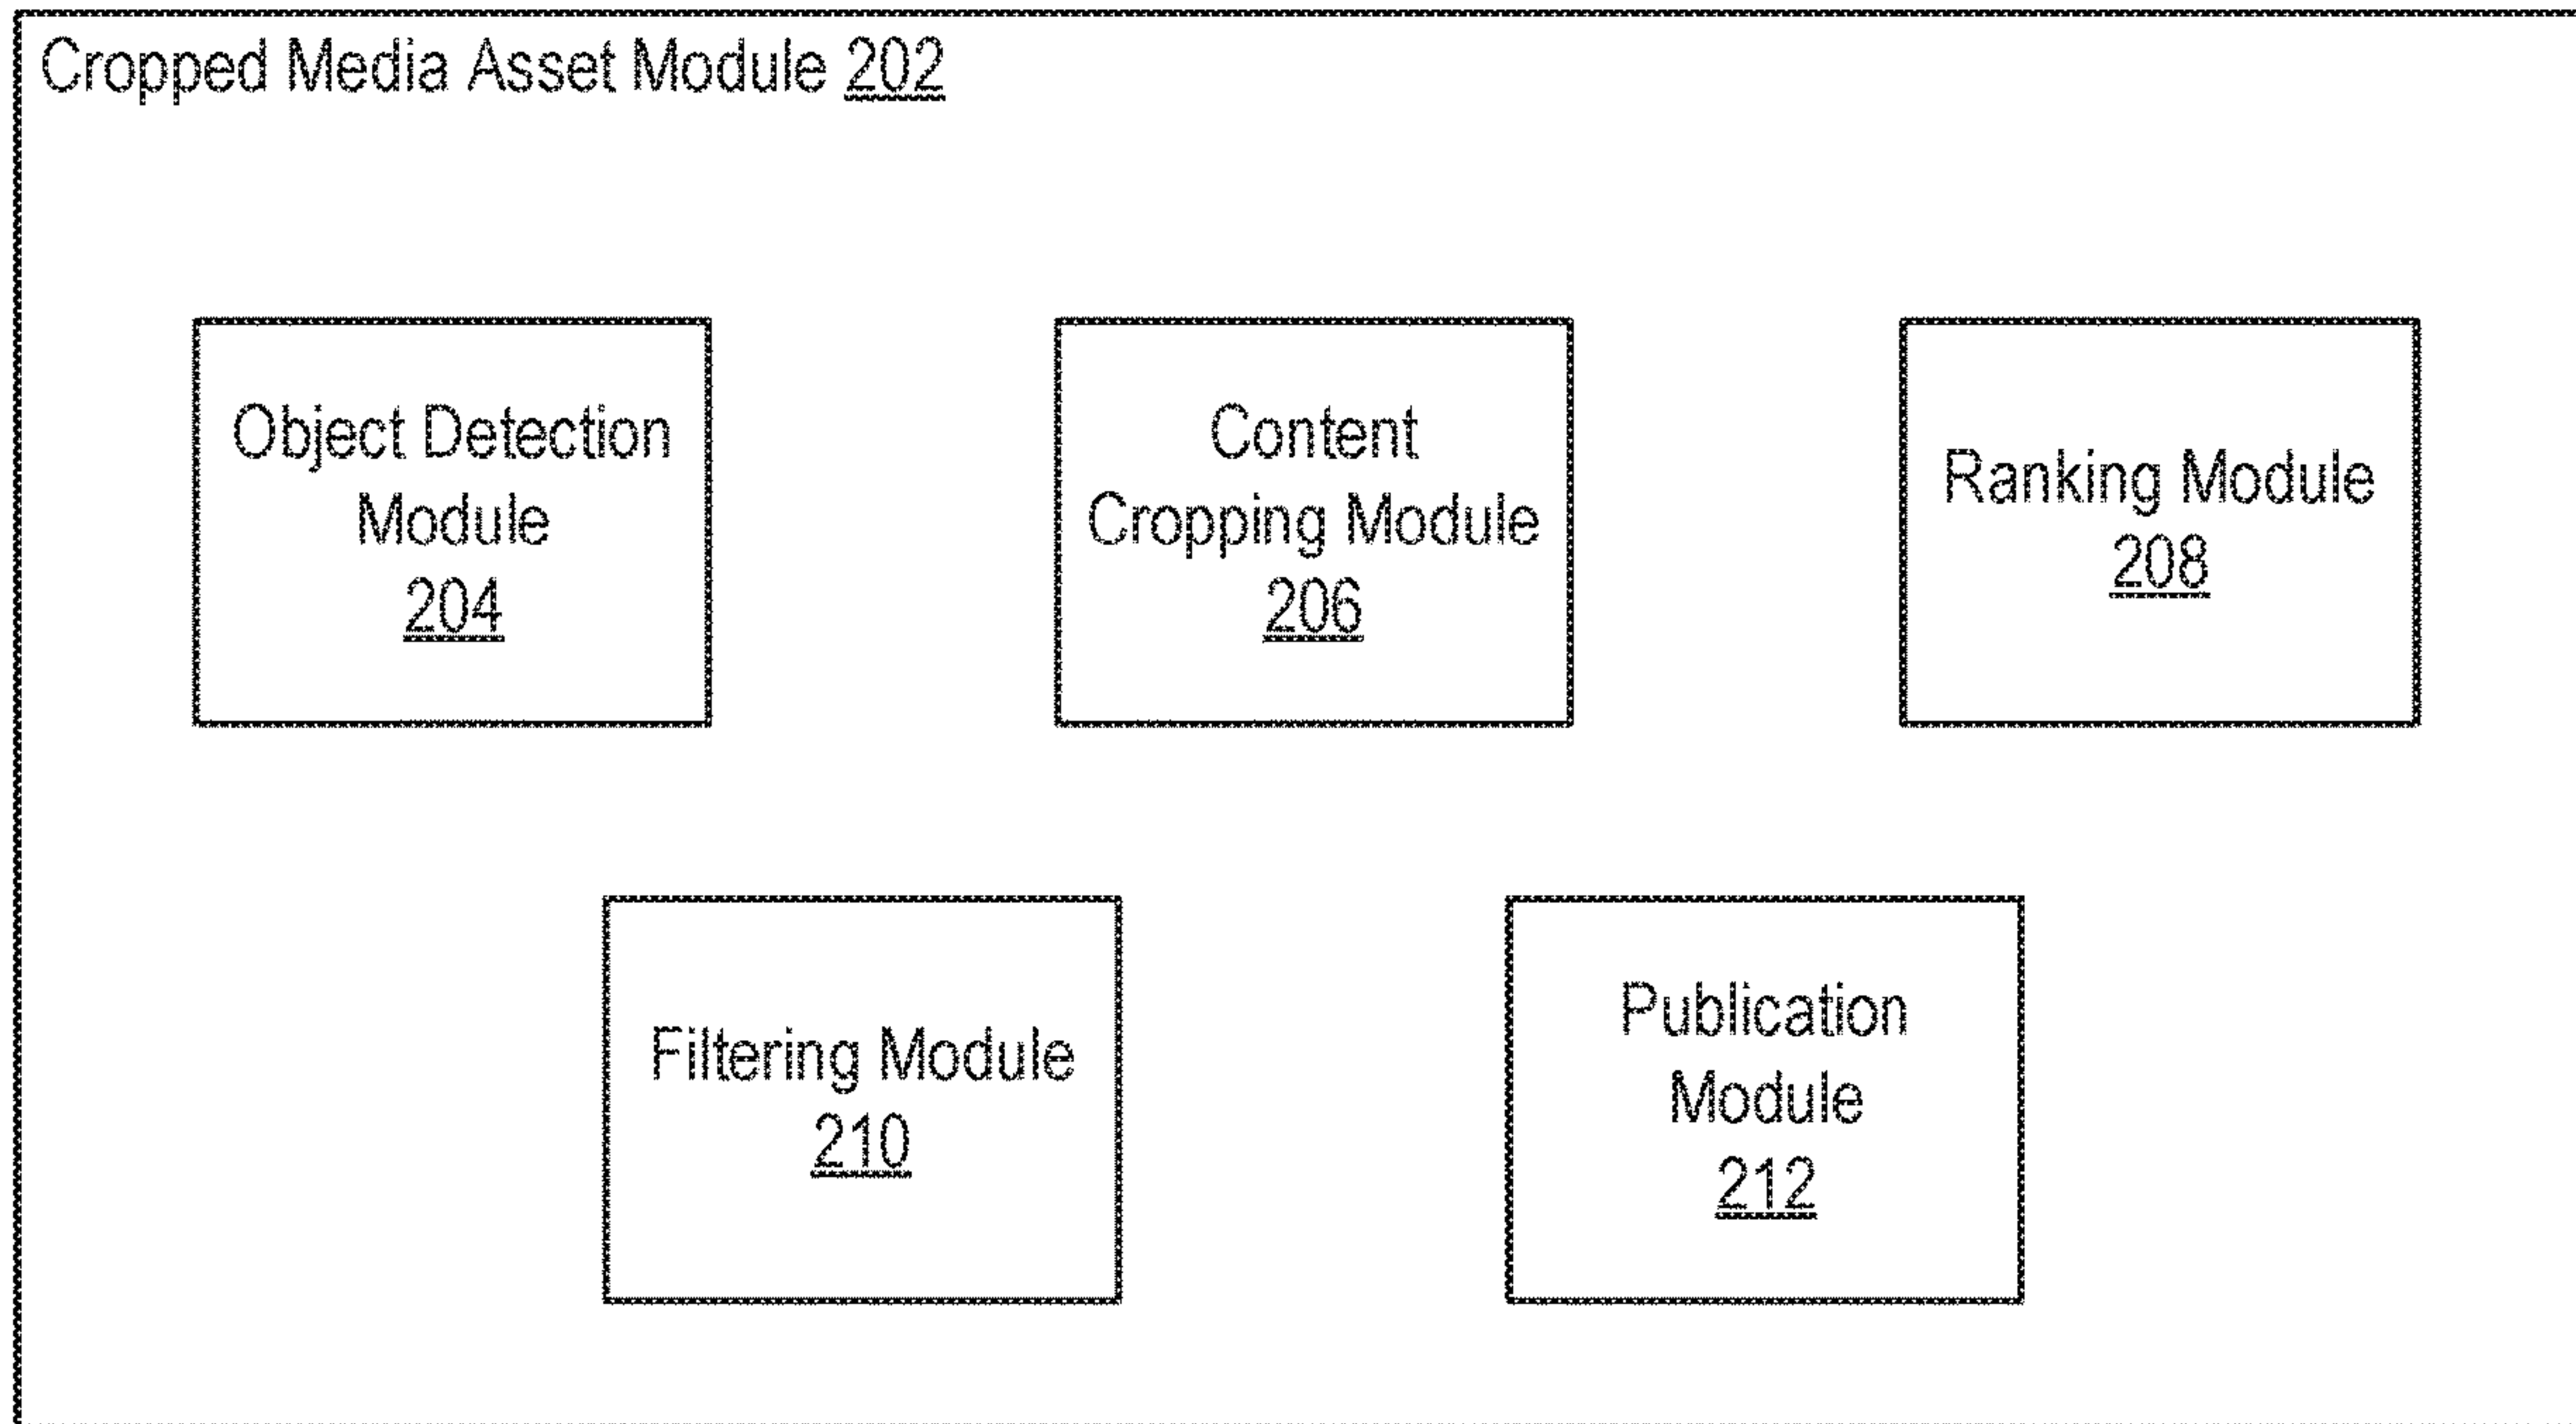 Cropped Media Asset Module 202
Object Detection
Module
204
Content
Cropping Module
206
Ranking Module
208
Filtering Module
210
Publication
Module
212